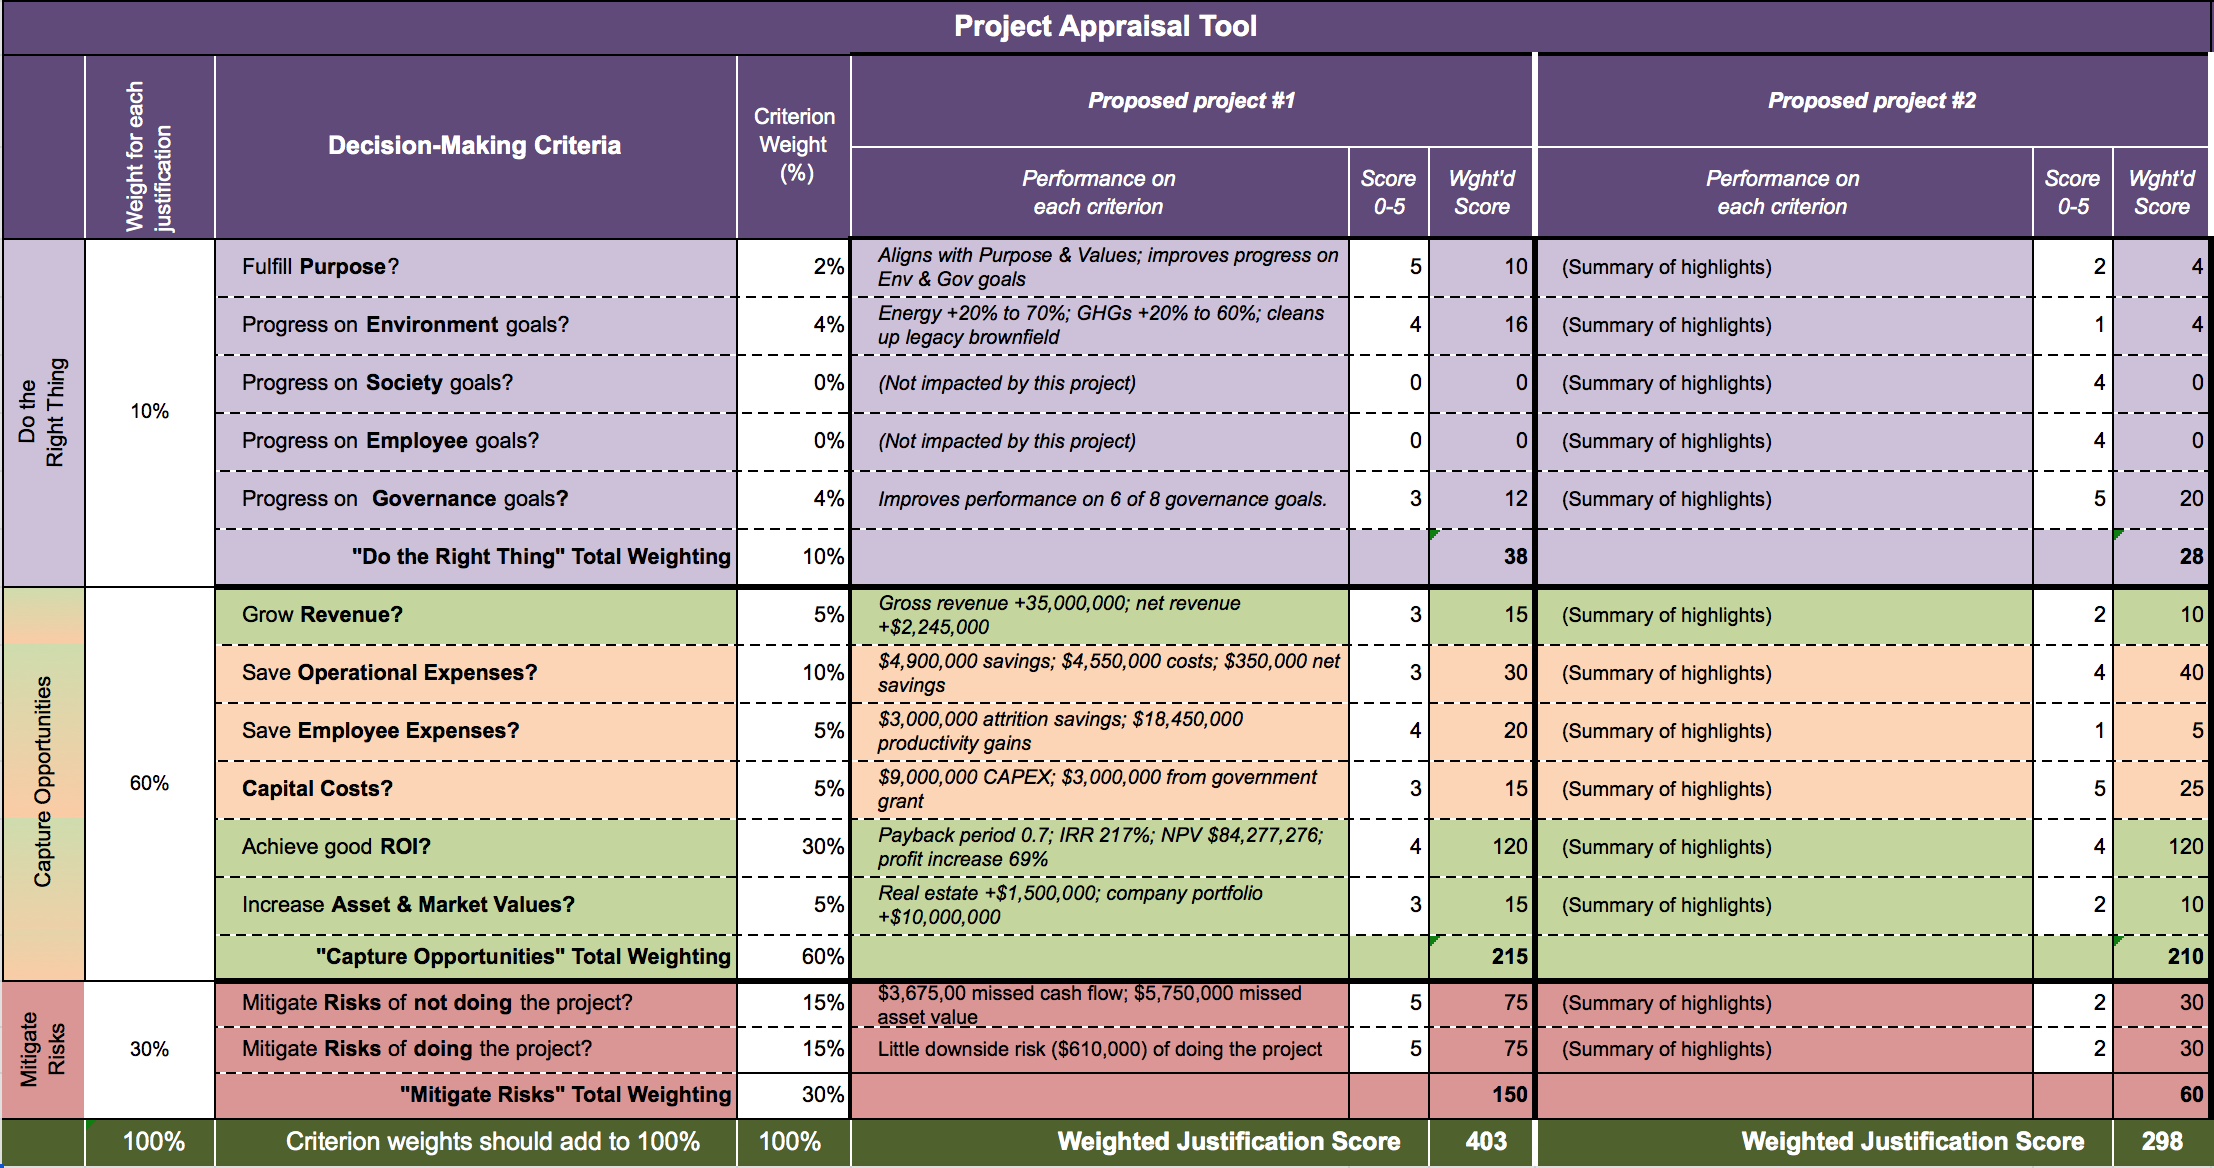 Project Appraisal Tool
Weight for each
justification
Decision-Making Criteria
Criterion
Weight
(%)
Proposed project #1
Proposed project #2
Performance on
each criterion
Score
0-5
Wght'd
Score
Performance on
each criterion
Score
0-5
Wght'd
Score
Do the
Right Thing
10%
Fulfill Purpose? 2% Aligns with Purpose & Values; improves progress on
Env & Gov goals 5 10 (Summary of highlights) 2 4
Progress on Environment goals? 4% Energy +20% to 70%; GHGs +20% to 60%; cleans
up legacy brownfield 4 16 (Summary of highlights) 1 4
Progress on Society goals? 0% (Not impacted by this project) 0 0 (Summary of highlights) 4 0
Progress on Employee goals? 0% (Not impacted by this project) 0 0 (Summary of highlights) 4 0
Progress on Governance goals? 4% Improves performance on 6 of 8 governance goals. 3 12 (Summary of highlights) 5 20
"Do the Right Thing" Total Weighting 10% 38 28
Capture Opportunities
60%
Grow Revenue? 5% Gross revenue +35,000,000; net revenue
+$2,245,000 3 15 (Summary of highlights) 2 10
Save Operational Expenses? 10% $4,900,000 savings; $4,550,000 costs; $350,000 net
savings 3 30 (Summary of highlights) 4 40
Save Employee Expenses? 5% $3,000,000 attrition savings; $18,450,000
productivity gains 4 20 (Summary of highlights) 1 5
Capital Costs? 5% $9,000,000 CAPEX; $3,000,000 from government
grant 3 15 (Summary of highlights) 5 25
Achieve good ROI? 30% Payback period 0.7; IRR 217%; NPV $84,277,276;
profit increase 69% 4 120 (Summary of highlights) 4 120
Increase Asset & Market Values? 5% Real estate +$1,500,000; company portfolio
+$10,000,000 3 15 (Summary of highlights) 2 10
"Capture Opportunities" Total Weighting 60% 215 210
Mitigate
Risks
30%
Mitigate Risks of not doing the project? 15% $3,675,00 missed cash flow; $5,750,000 missed
asset value 5 75 (Summary of highlights) 2 30
Mitigate Risks of doing the project? 15% Little downside risk ($610,000) of doing the project 5 75 (Summary of highlights) 2 30
"Mitigate Risks" Total Weighting 30% 150 60
100% Criterion weights should add to 100% 100% Weighted Justification Score 403 Weighted Justification Score 298